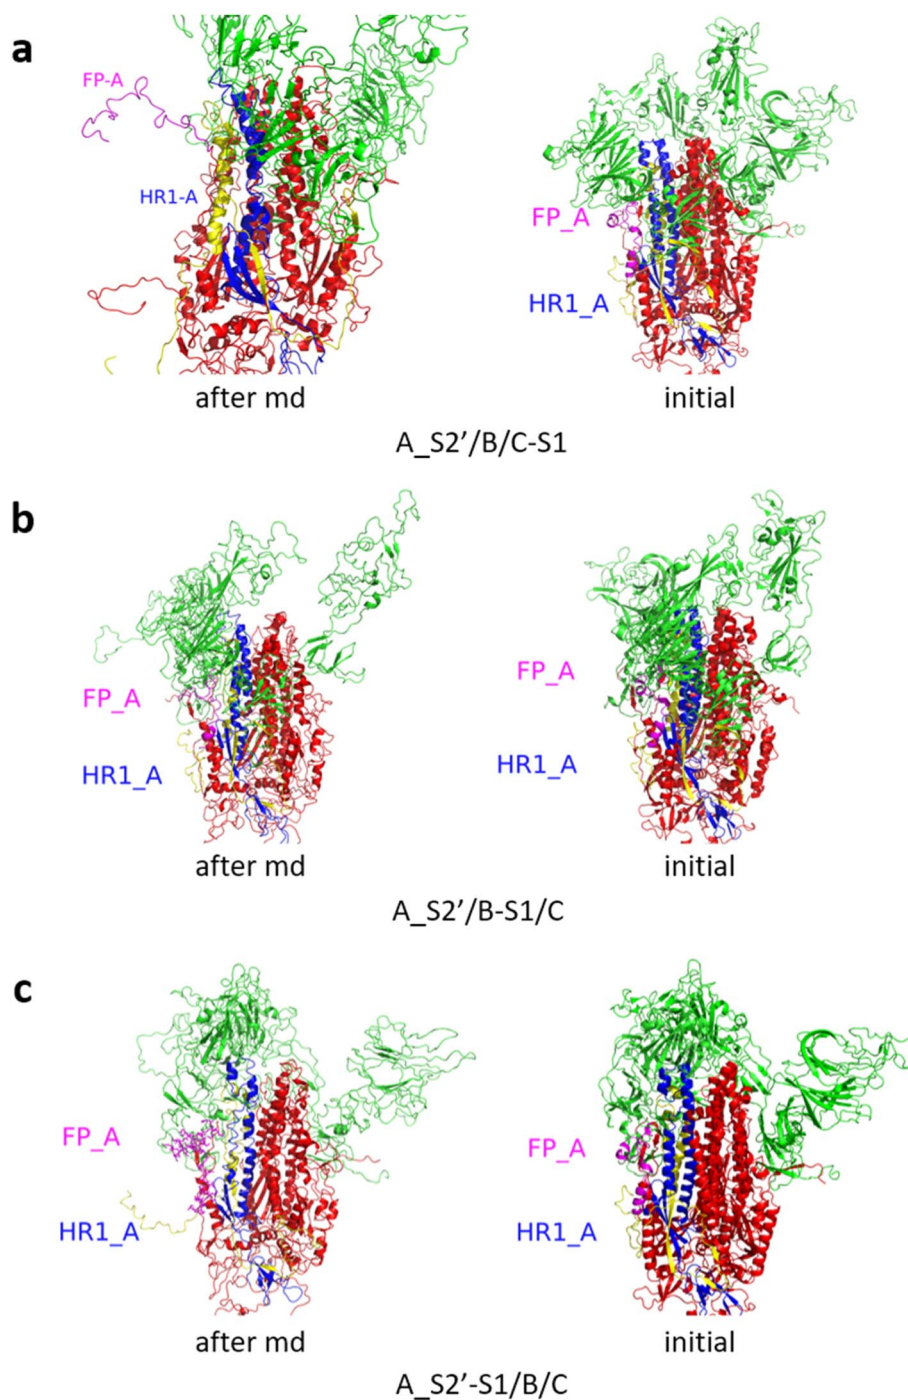 a
FP-A
HR1-A
FP_A
HR1_A
after md
initial
A_S2’/B/C-S1
b
FP_A
HR1_A
FP_A
HR1_A
after md
initial
A_S2’/B-S1/C
c
FP_A
HR1_A
FP_A
HR1_A
after md
initial
A_S2’-S1/B/C